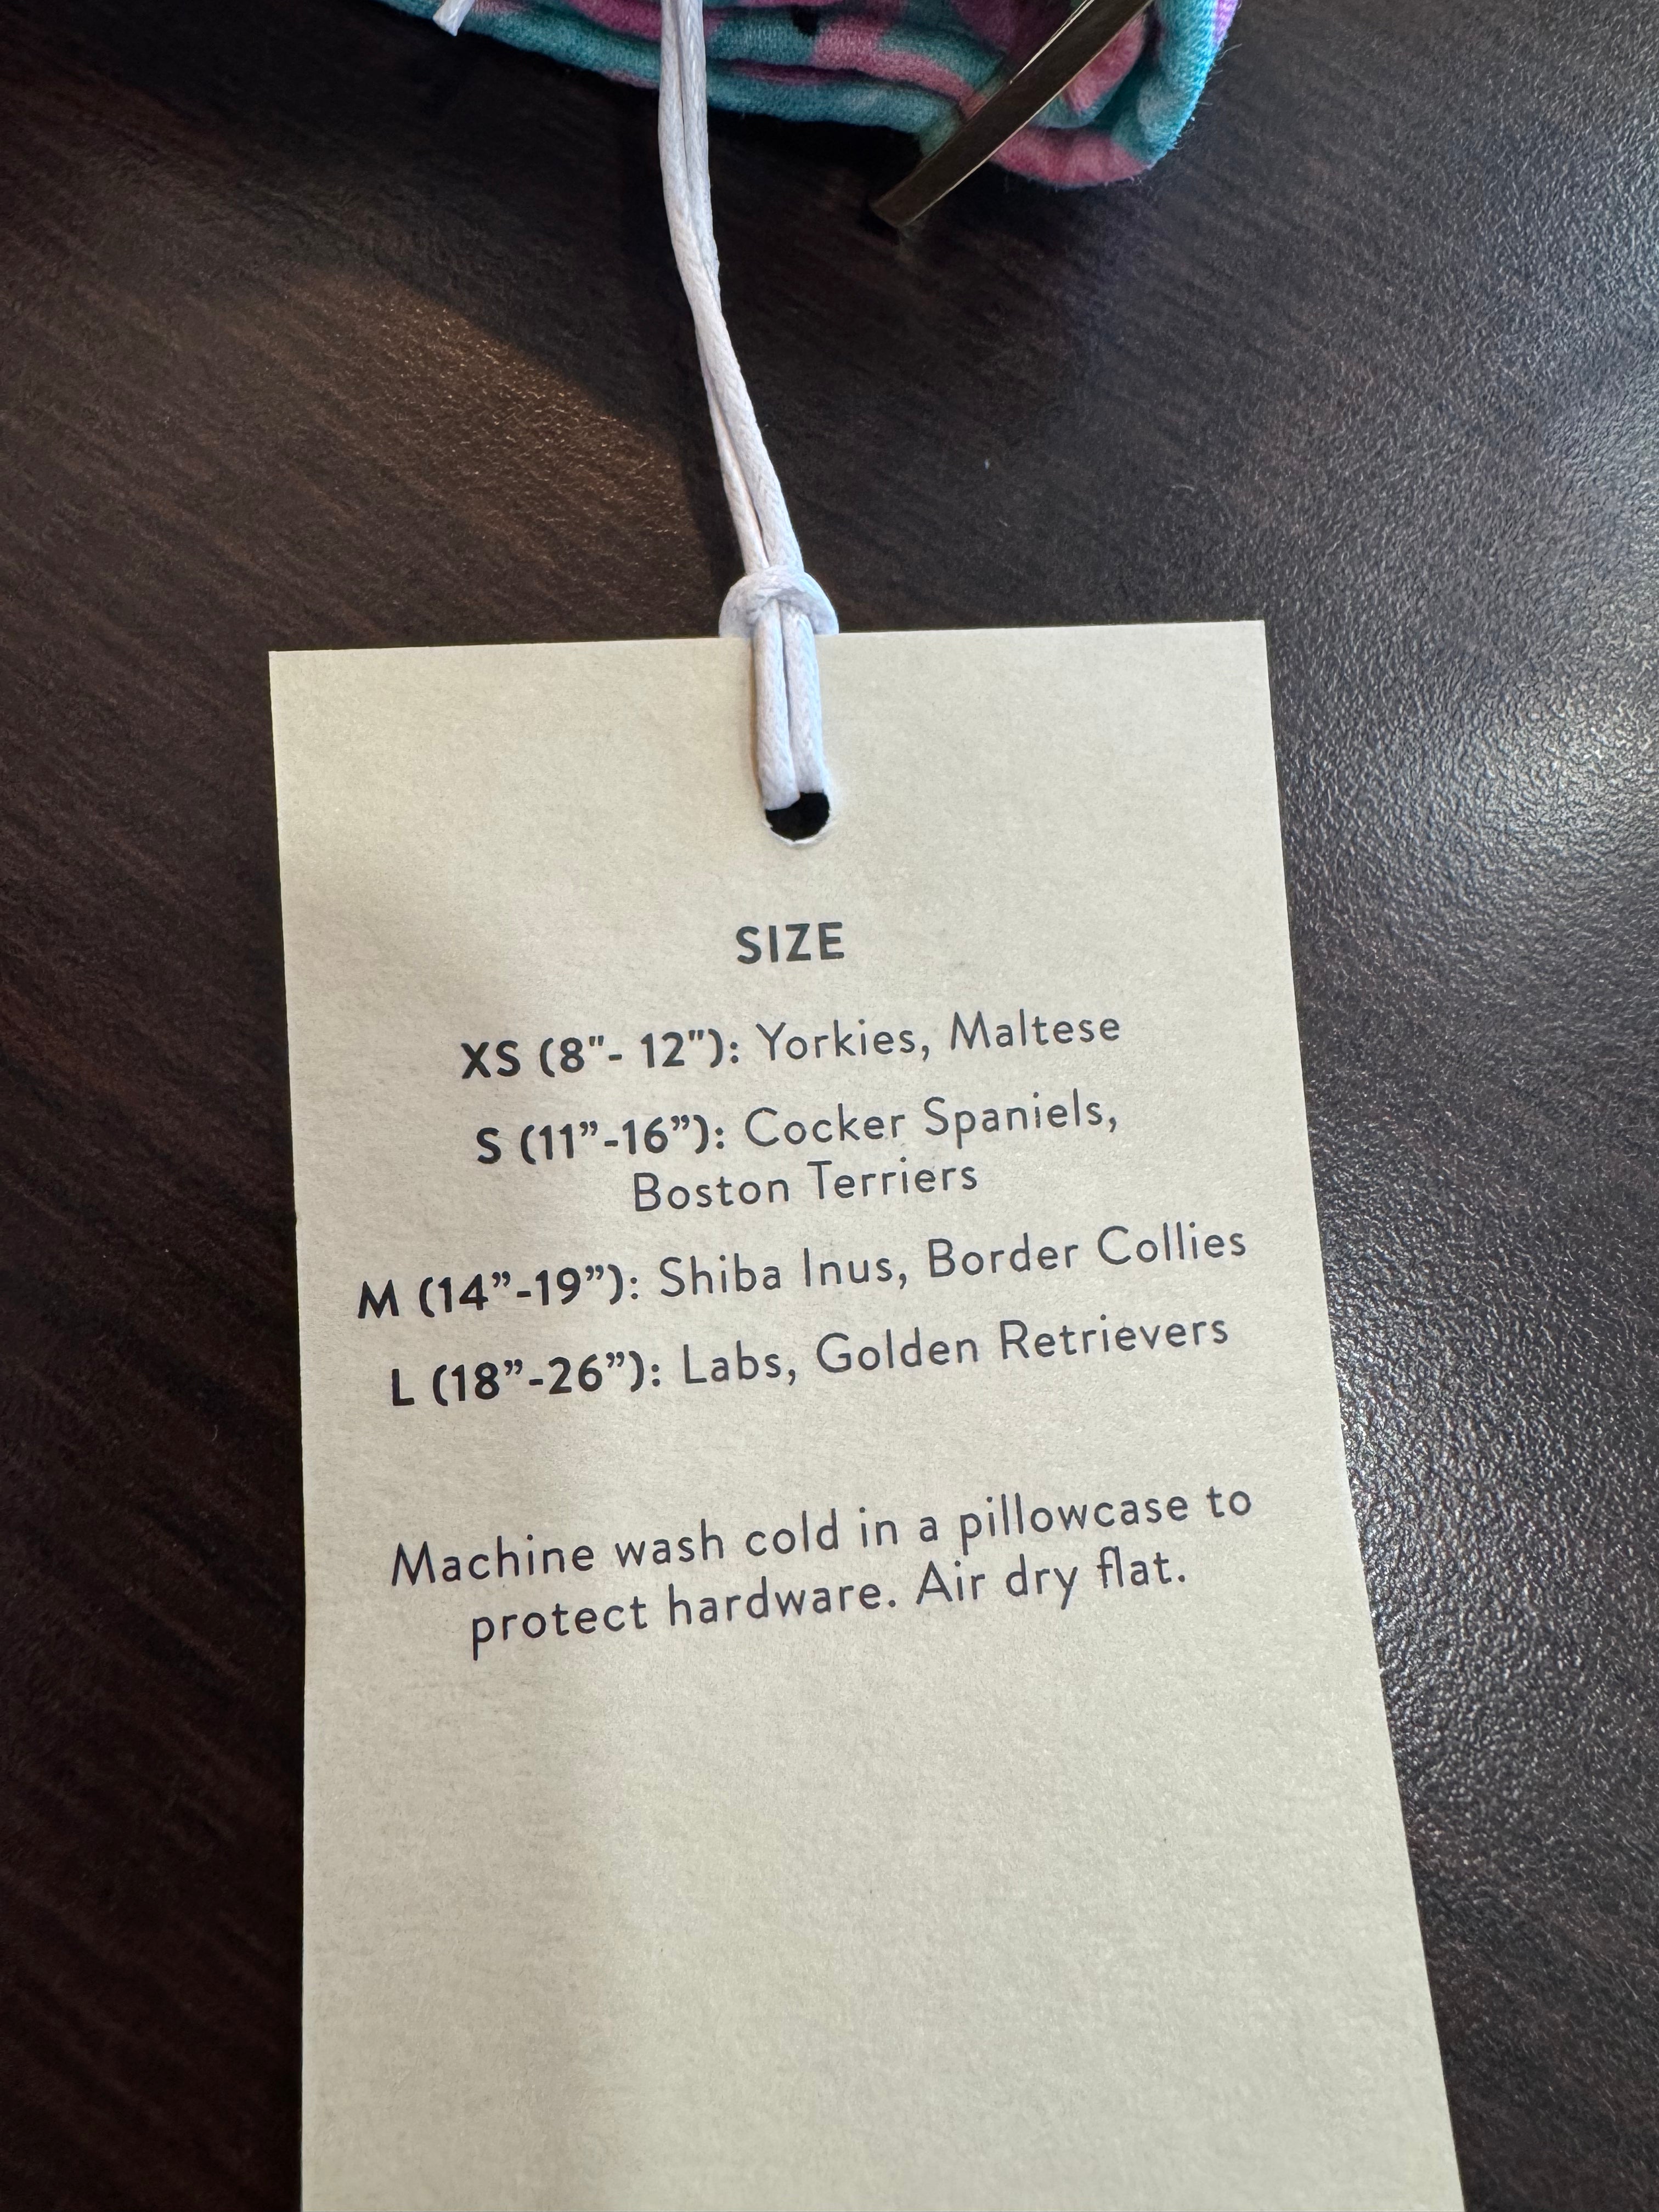 SIZE
XS (8"- 12"): Yorkies, Maltese
S (11”-16”): Cocker Spaniels,
Boston Terriers
M (14”-19”): Shiba Inus, Border Collies
L (18”-26”): Labs, Golden Retrievers
Machine wash cold in a pillowcase to
protect hardware. Air dry flat.